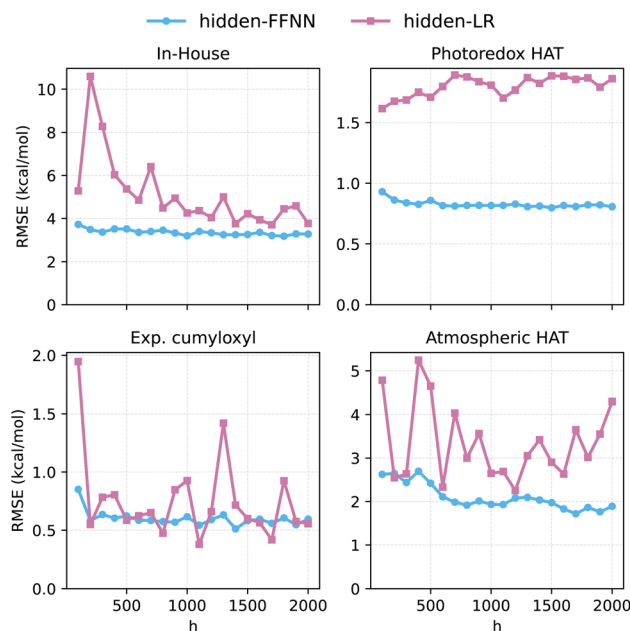 hidden-FFNN hidden-LR
In-House
Photoredox HAT
RMSE (kcal/mol)
10
8
6
4
2
0
1.5
1.0
0.5
0.0
Exp. cumyloxyl
Atmospheric HAT
RMSE (kcal/mol)
2.0
1.5
1.0
0.5
0.0
5
4
3
2
1
0
500 1000 1500 2000
h
500 1000 1500 2000
h